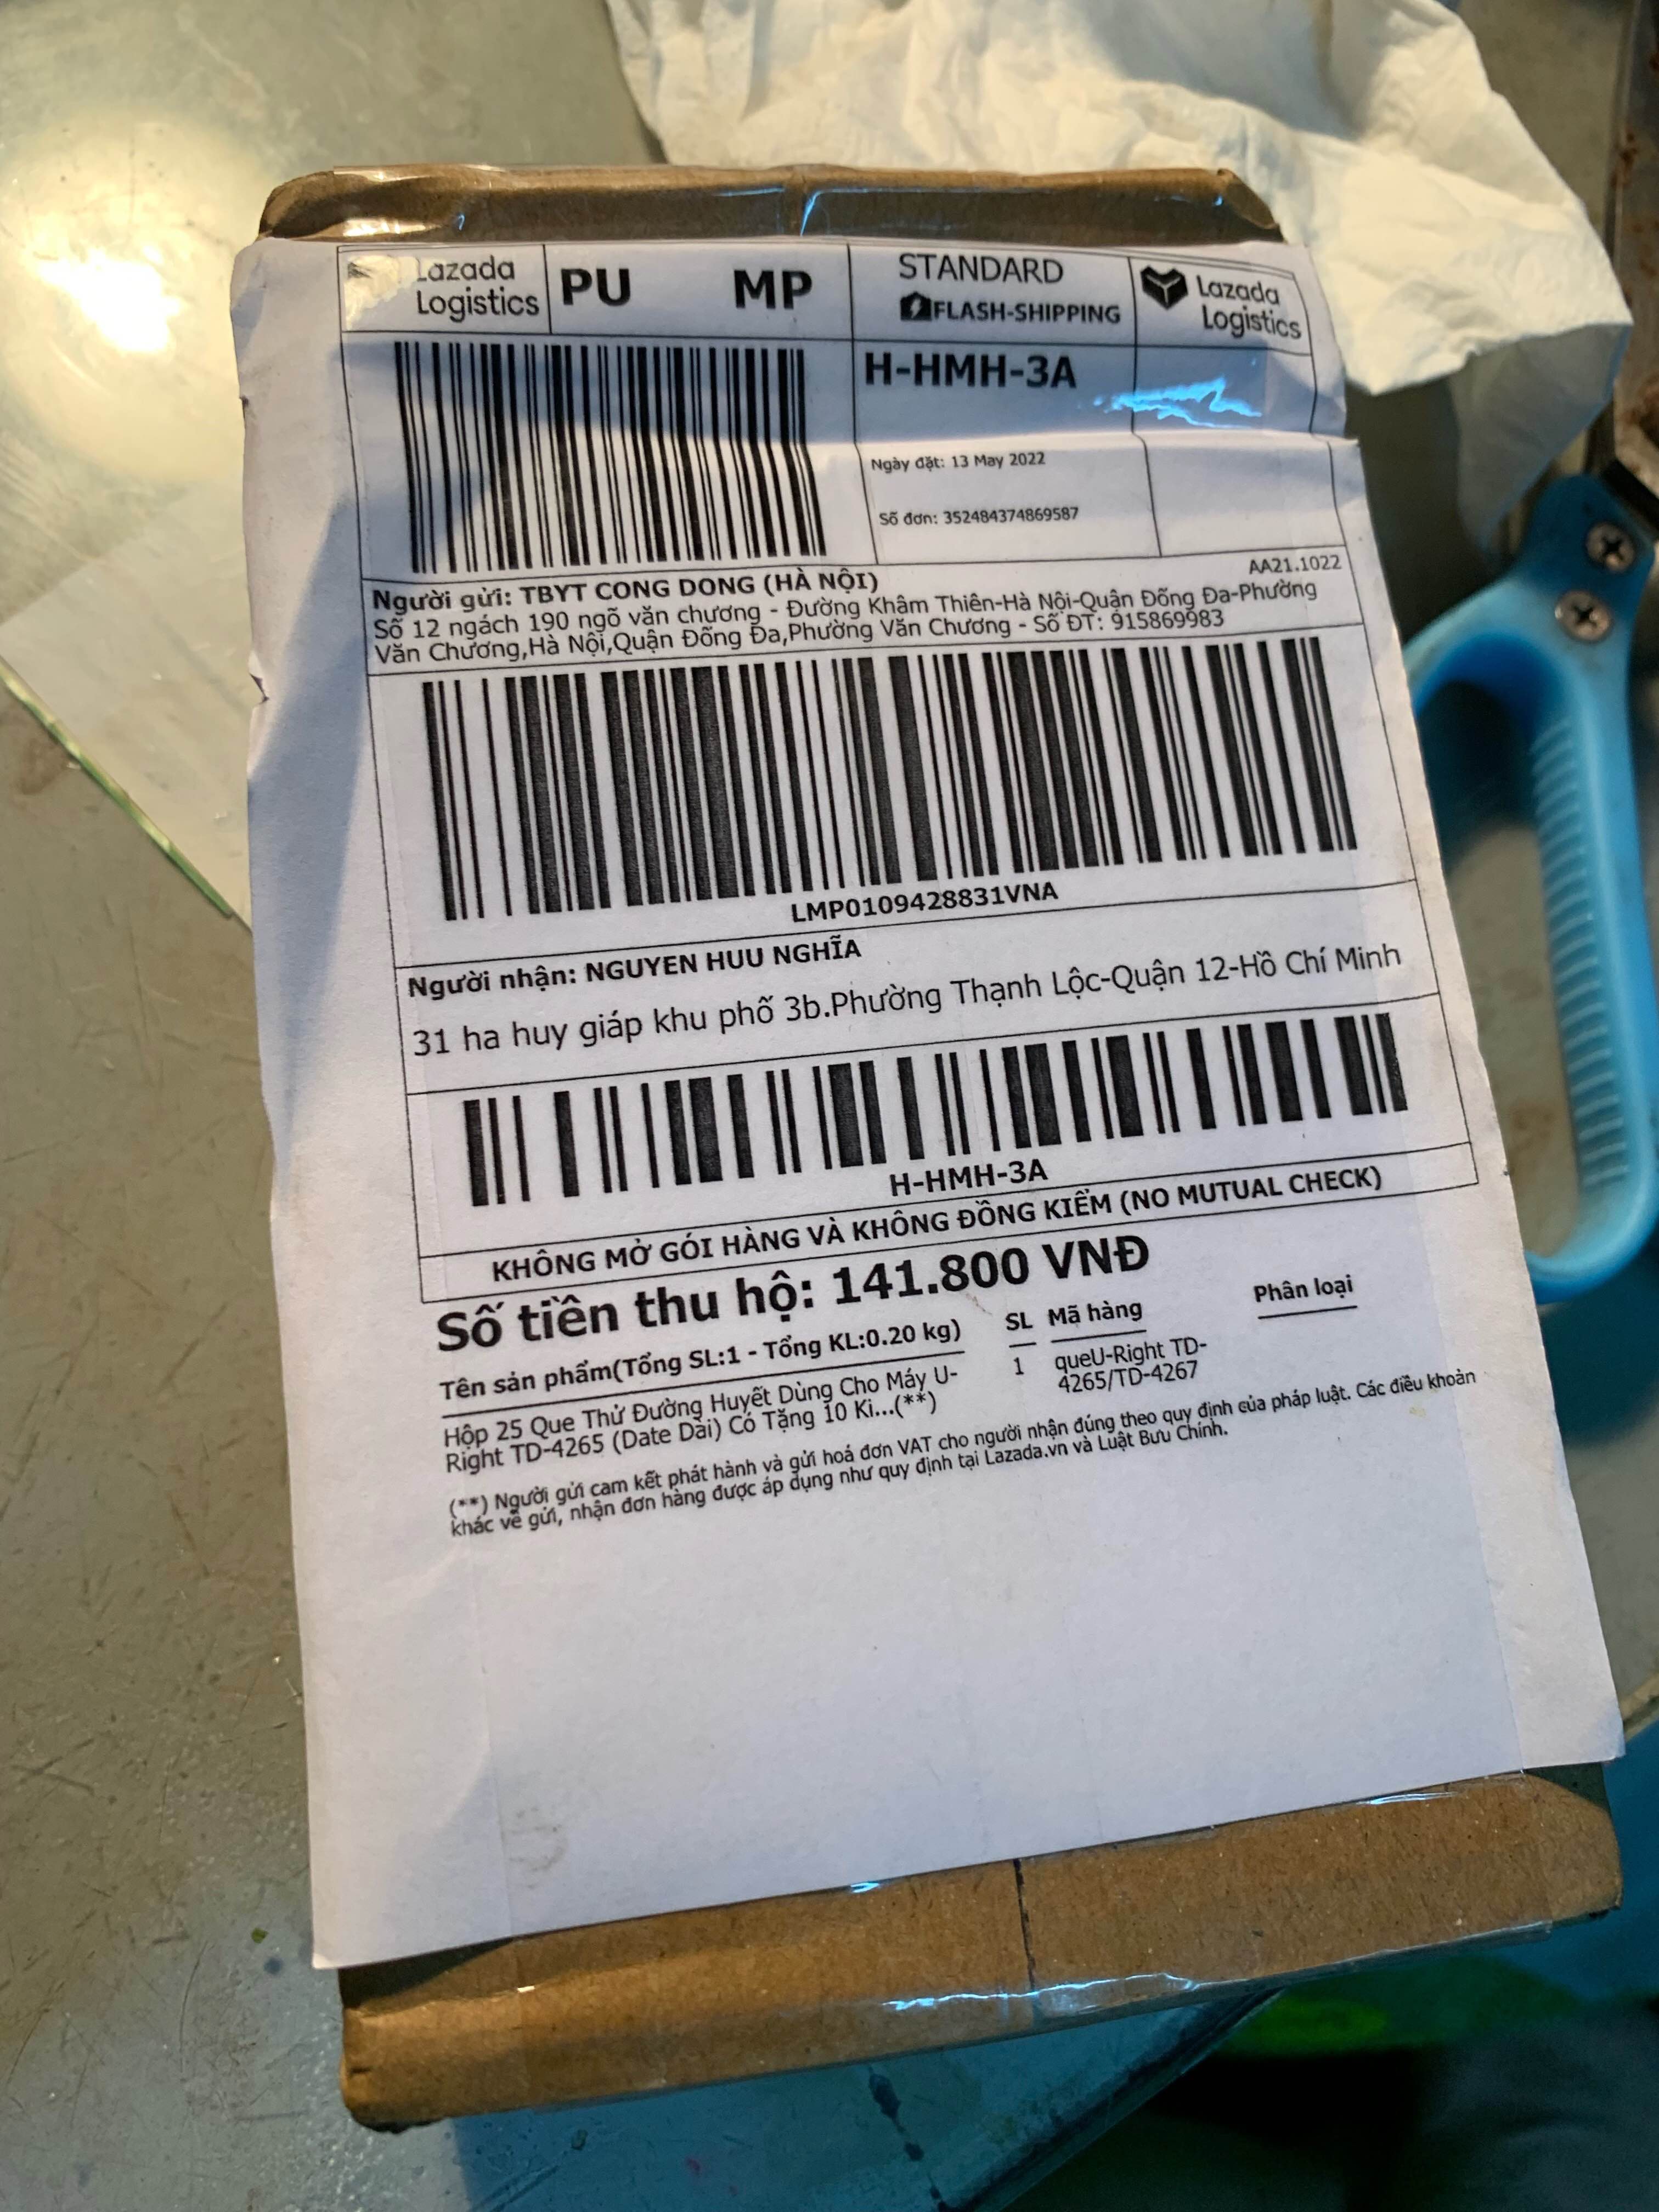 Lazada
Logistics
PU MP
STANDARD
FLASH-SHIPPING
Lazada
Logistics
H-HMH-3A
Ngày đặt: 13 May 2022
Số đơn: 352484374869587
AA21.1022
Người gửi: TBYT CONG DONG (HÀ NỘI)
Số 12 ngách 190 ngõ văn chương - Đường Khâm Thiên-Hà Nội-Quận Đống Đa-Phường
Văn Chương,Hà Nội,Quận Đống Đa,Phường Văn Chương - Số ĐT: 915869983
LMP0109428831VNA
Người nhận: NGUYEN HUU NGHĨA
31 ha huy giáp khu phố 3b.Phường Thạnh Lộc-Quận 12-Hồ Chí Minh
H-HMH-3A
KHÔNG MỞ GÓI HÀNG VÀ KHÔNG ĐỒNG KIỂM (NO MUTUAL CHECK)
Số tiền thu hộ: 141.800 VNĐ
Tên sản phẩm(Tổng SL:1 - Tổng KL:0.20 kg) SL Mã hàng Phân loại
Hộp 25 Que Thử Đường Huyết Dùng Cho Máy U- 1 queU-Right TD-
Right TD-4265 (Date Dài) Có Tặng 10 Ki...(**) 4265/TD-4267
(**) Người gửi cam kết phát hành và gửi hoá đơn VAT cho người nhận đúng theo quy định của pháp luật. Các điều khoản
khác về gửi, nhận đơn hàng được áp dụng như quy định tại Lazada.vn và Luật Bưu Chính.